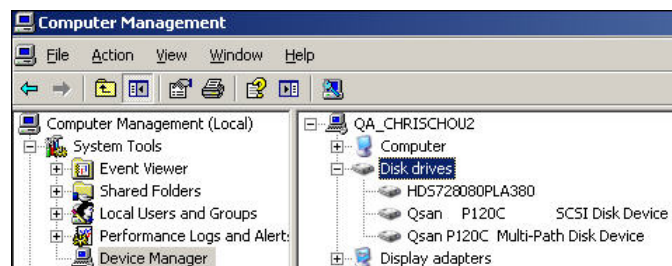 Computer Management
File Action View Window Help
Computer Management (Local)
System Tools
Event Viewer
Shared Folders
Local Users and Groups
Performance Logs and Alert:
Device Manager
QA_CHRISCHOU2
Computer
Disk drives
HDS728080PLA380
Qsan P120C SCSI Disk Device
Qsan P120C Multi-Path Disk Device
Display adapters